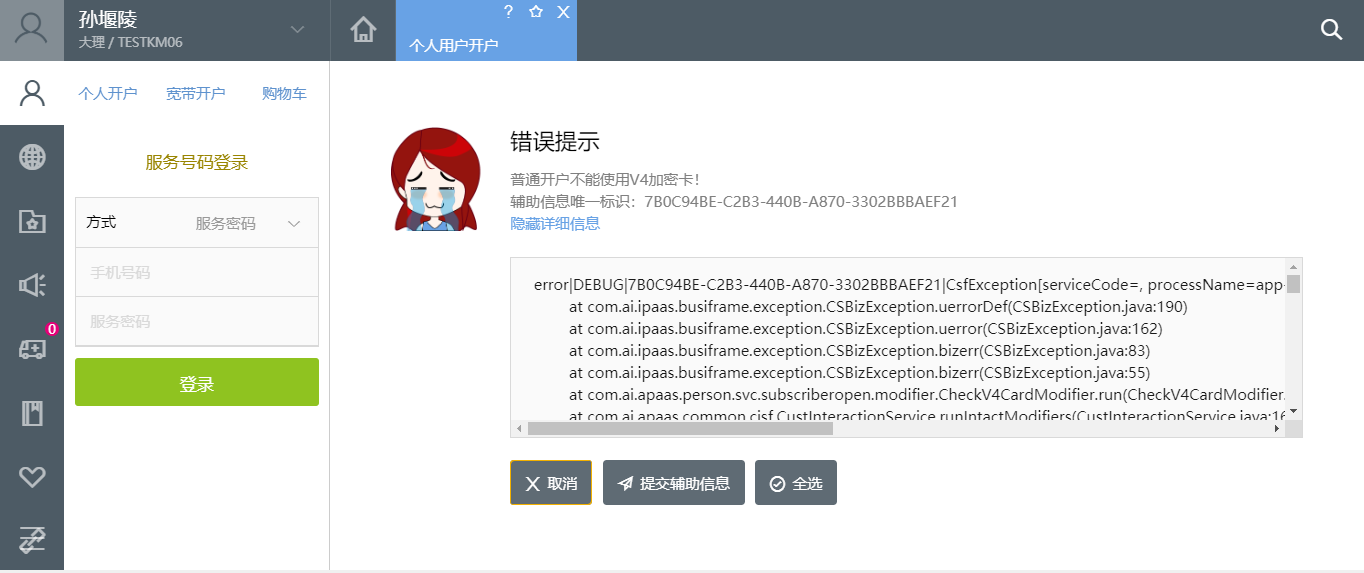 孙堰陵
大理 / TESTKM06
? X
个人用户开户
个人开户 宽带开户 购物车
服务号码登录
方式 服务密码
手机号码
服务密码
登录
0
错误提示
普通开户不能使用V4加密卡！
辅助信息唯一标识：7B0C94BE-C2B3-440B-A870-3302BBBAEF21
隐藏详细信息
error|DEBUG|7B0C94BE-C2B3-440B-A870-3302BBBAEF21|CsfException[serviceCode=, processName=app-
at com.ai.ipaas.busiframe.exception.CSBizException.uerrorDef(CSBizException.java:190)
at com.ai.ipaas.busiframe.exception.CSBizException.uerror(CSBizException.java:162)
at com.ai.ipaas.busiframe.exception.CSBizException.bizerr(CSBizException.java:83)
at com.ai.ipaas.busiframe.exception.CSBizException.bizerr(CSBizException.java:55)
at com.ai.apaas.person.svc.subscriberopen.modifier.CheckV4CardModifier.run(CheckV4CardModifier.
at com.ai.apaas.common.cisf.CustInteractionService.runIntactModifiers(CustInteractionService.java:16
X 取消
提交辅助信息
全选